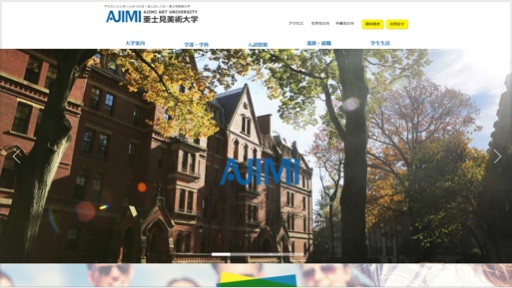 AJIMI
AJIMI ART UNIVERSITY
亜土見美術大学
アクセス
在学生の方
卒業生の方
資料請求
お問合せ
大学案内
学部・学科
入試情報
進路・就職
学生生活
AJIMI